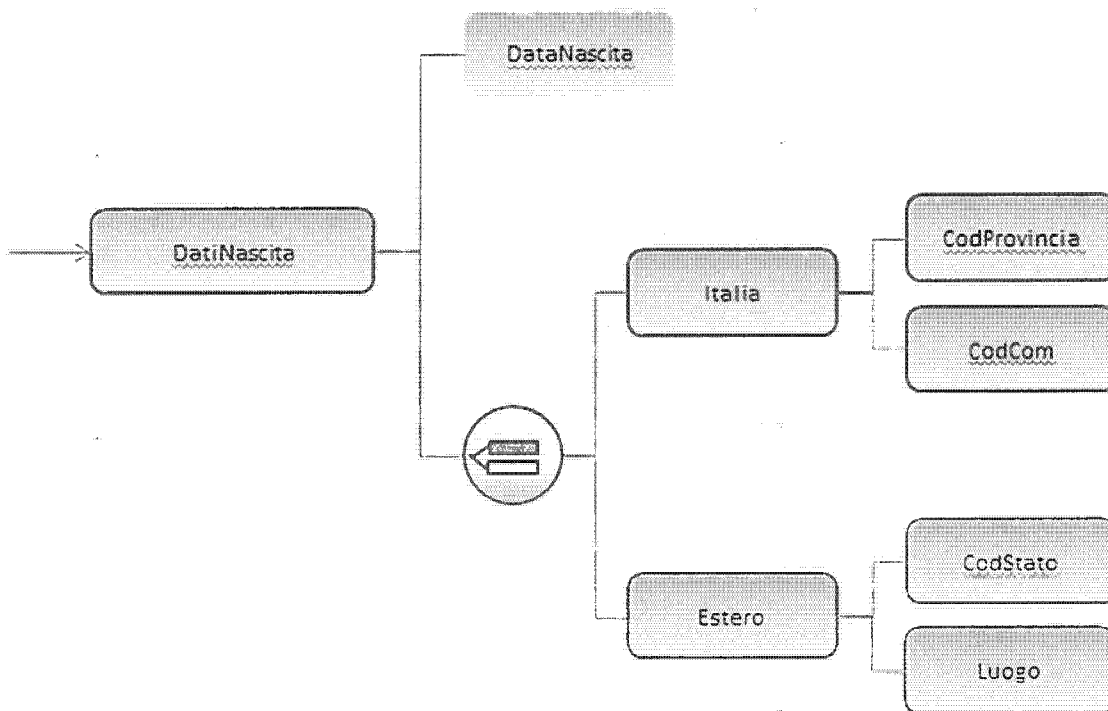 DataNascita
DatiNascita
CodProvincia
Italia
CodCom
CodStato
Estero
Luogo